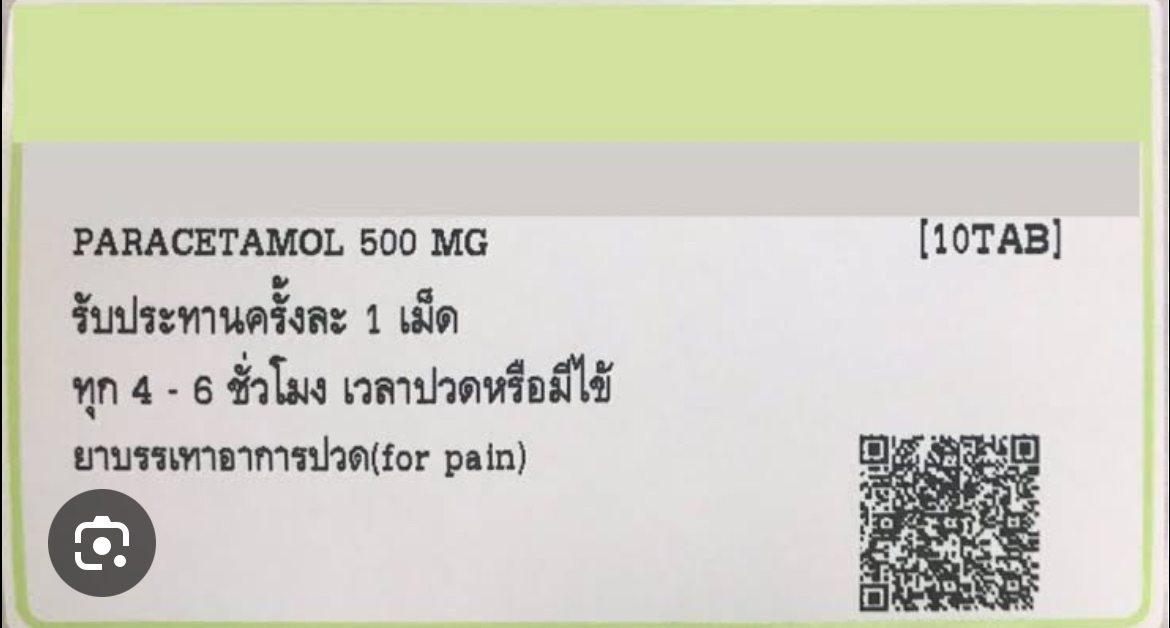 PARACETAMOL 500 MG [10TAB]
รับประทานครั้งละ 1 เม็ด
ทุก 4 - 6 ชั่วโมง เวลาปวดหรือมีไข้
ยาบรรเทาอาการปวด(for pain)